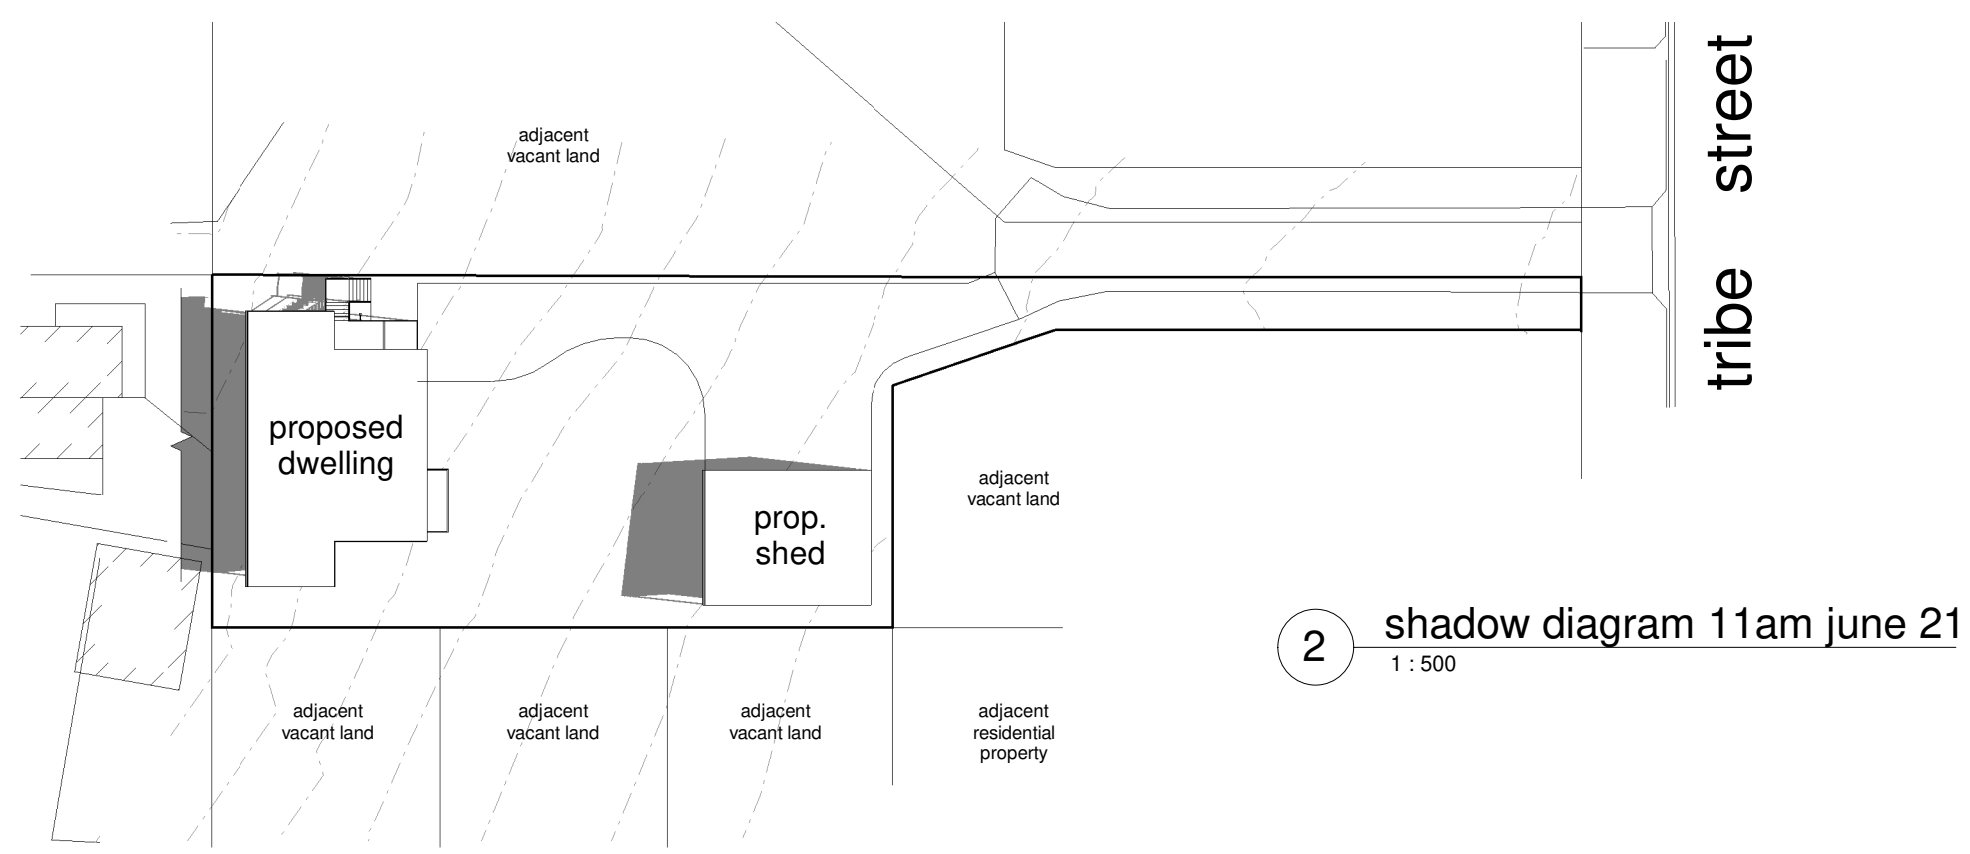 adjacent
vacant land
tribe street
proposed
dwelling
prop.
shed
adjacent
vacant land
2
shadow diagram 11am june 21
1 : 500
adjacent
vacant land
adjacent
vacant land
adjacent
vacant land
adjacent
residential
property